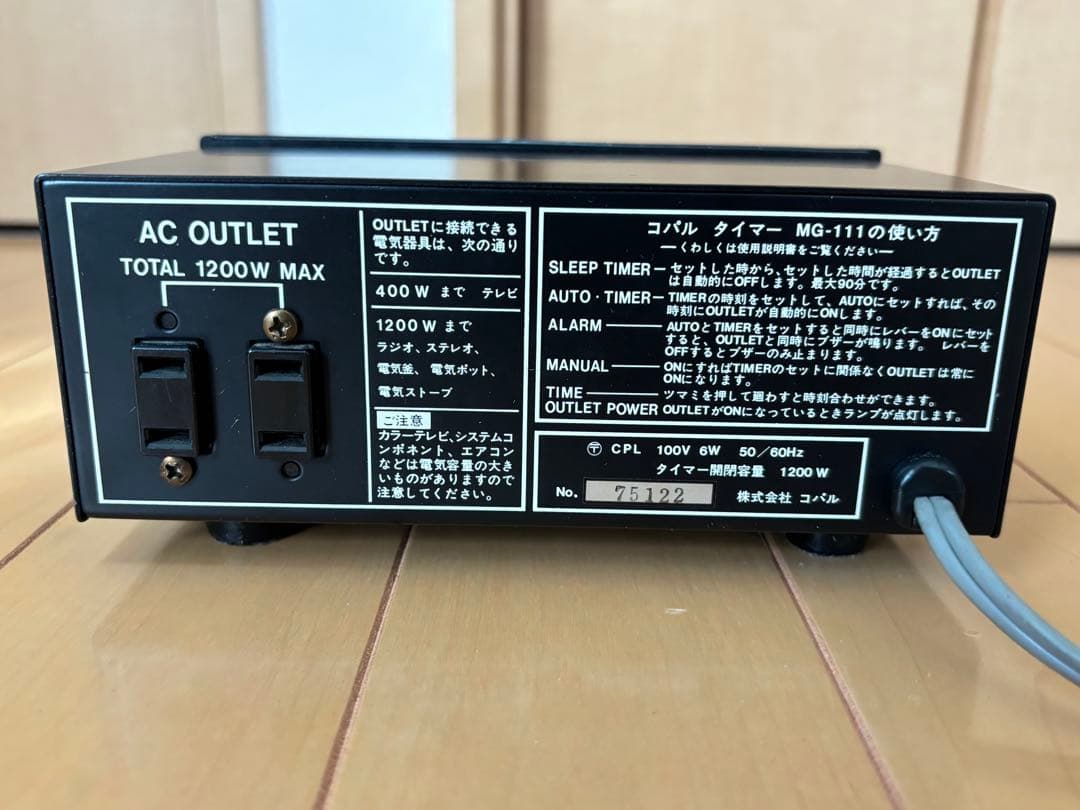 AC OUTLET
TOTAL 1200W MAX
OUTLETに接続できる
電気器具は、次の通り
です。
400W まで テレビ
1200W まで
ラジオ、ステレオ、
電気釜、電気ポット、
電気ストーブ
ご注意
カラーテレビ、システムコ
ンポネント、エアコン
などは電気容量の大き
いものがありますので
注意してください。
コパル タイマー MG-111の使い方
―くわしくは使用説明書をご覧ください―
SLEEP TIMER―セットした時から、セットした時間が経過するとOUTLET
は自動的にOFFします。最大90分です。
AUTO・TIMER―TIMERの時刻をセットして、AUTOにセットすれば、その
時刻にOUTLETが自動的にONします。
ALARM―AUTOとTIMERをセットすると同時にレバーをONにセット
すると、OUTLETと同時にブザーが鳴ります。 レバーを
OFFするとブザーのみ止まります。
MANUAL―ONにすればTIMERのセットに関係なくOUTLETは常に
ONになります。
TIME―ツマミを押して廻わすと時刻合わせができます。
OUTLET POWER OUTLETがONになっているときランプが点灯します。
〒 CPL 100V 6W 50/60Hz
タイマー開閉容量 1200W
No. 75122 株式会社 コパル